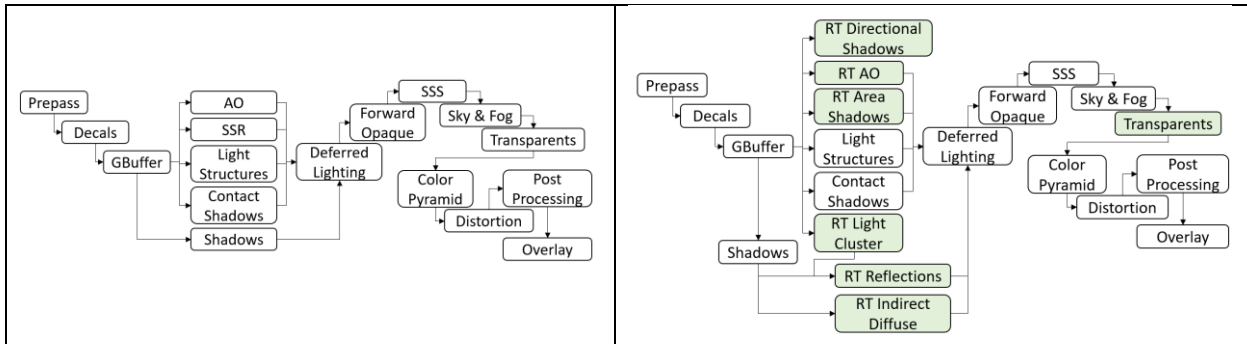 Prepass
Decals
GBuffer
AO
SSR
Light
Structures
Contact
Shadows
Shadows
Deferred
Lighting
Forward
Opaque
SSS
Sky & Fog
Transparents
Color
Pyramid
Distortion
Post
Processing
Overlay
Prepass
Decals
GBuffer
Shadows
RT Directional
Shadows
RT AO
RT Area
Shadows
Light
Structures
Contact
Shadows
RT Light
Cluster
RT Reflections
RT Indirect
Diffuse
Deferred
Lighting
Forward
Opaque
SSS
Sky & Fog
Transparents
Color
Pyramid
Distortion
Post
Processing
Overlay